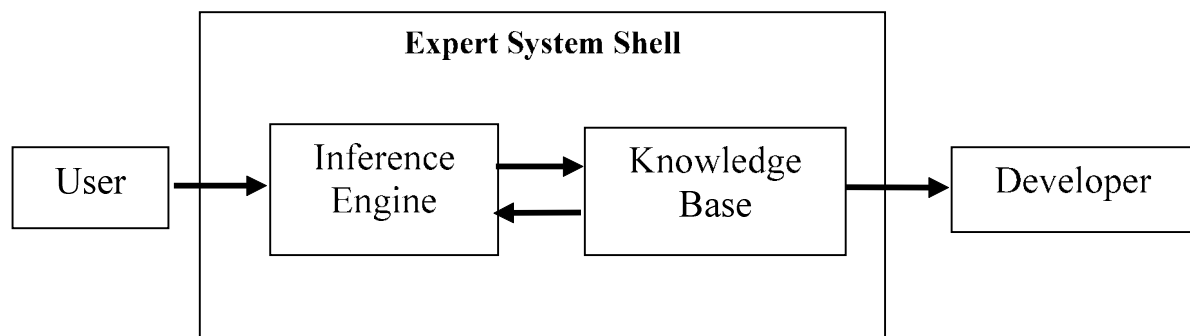 Expert System Shell
User
Inference
Engine
Knowledge
Base
Developer